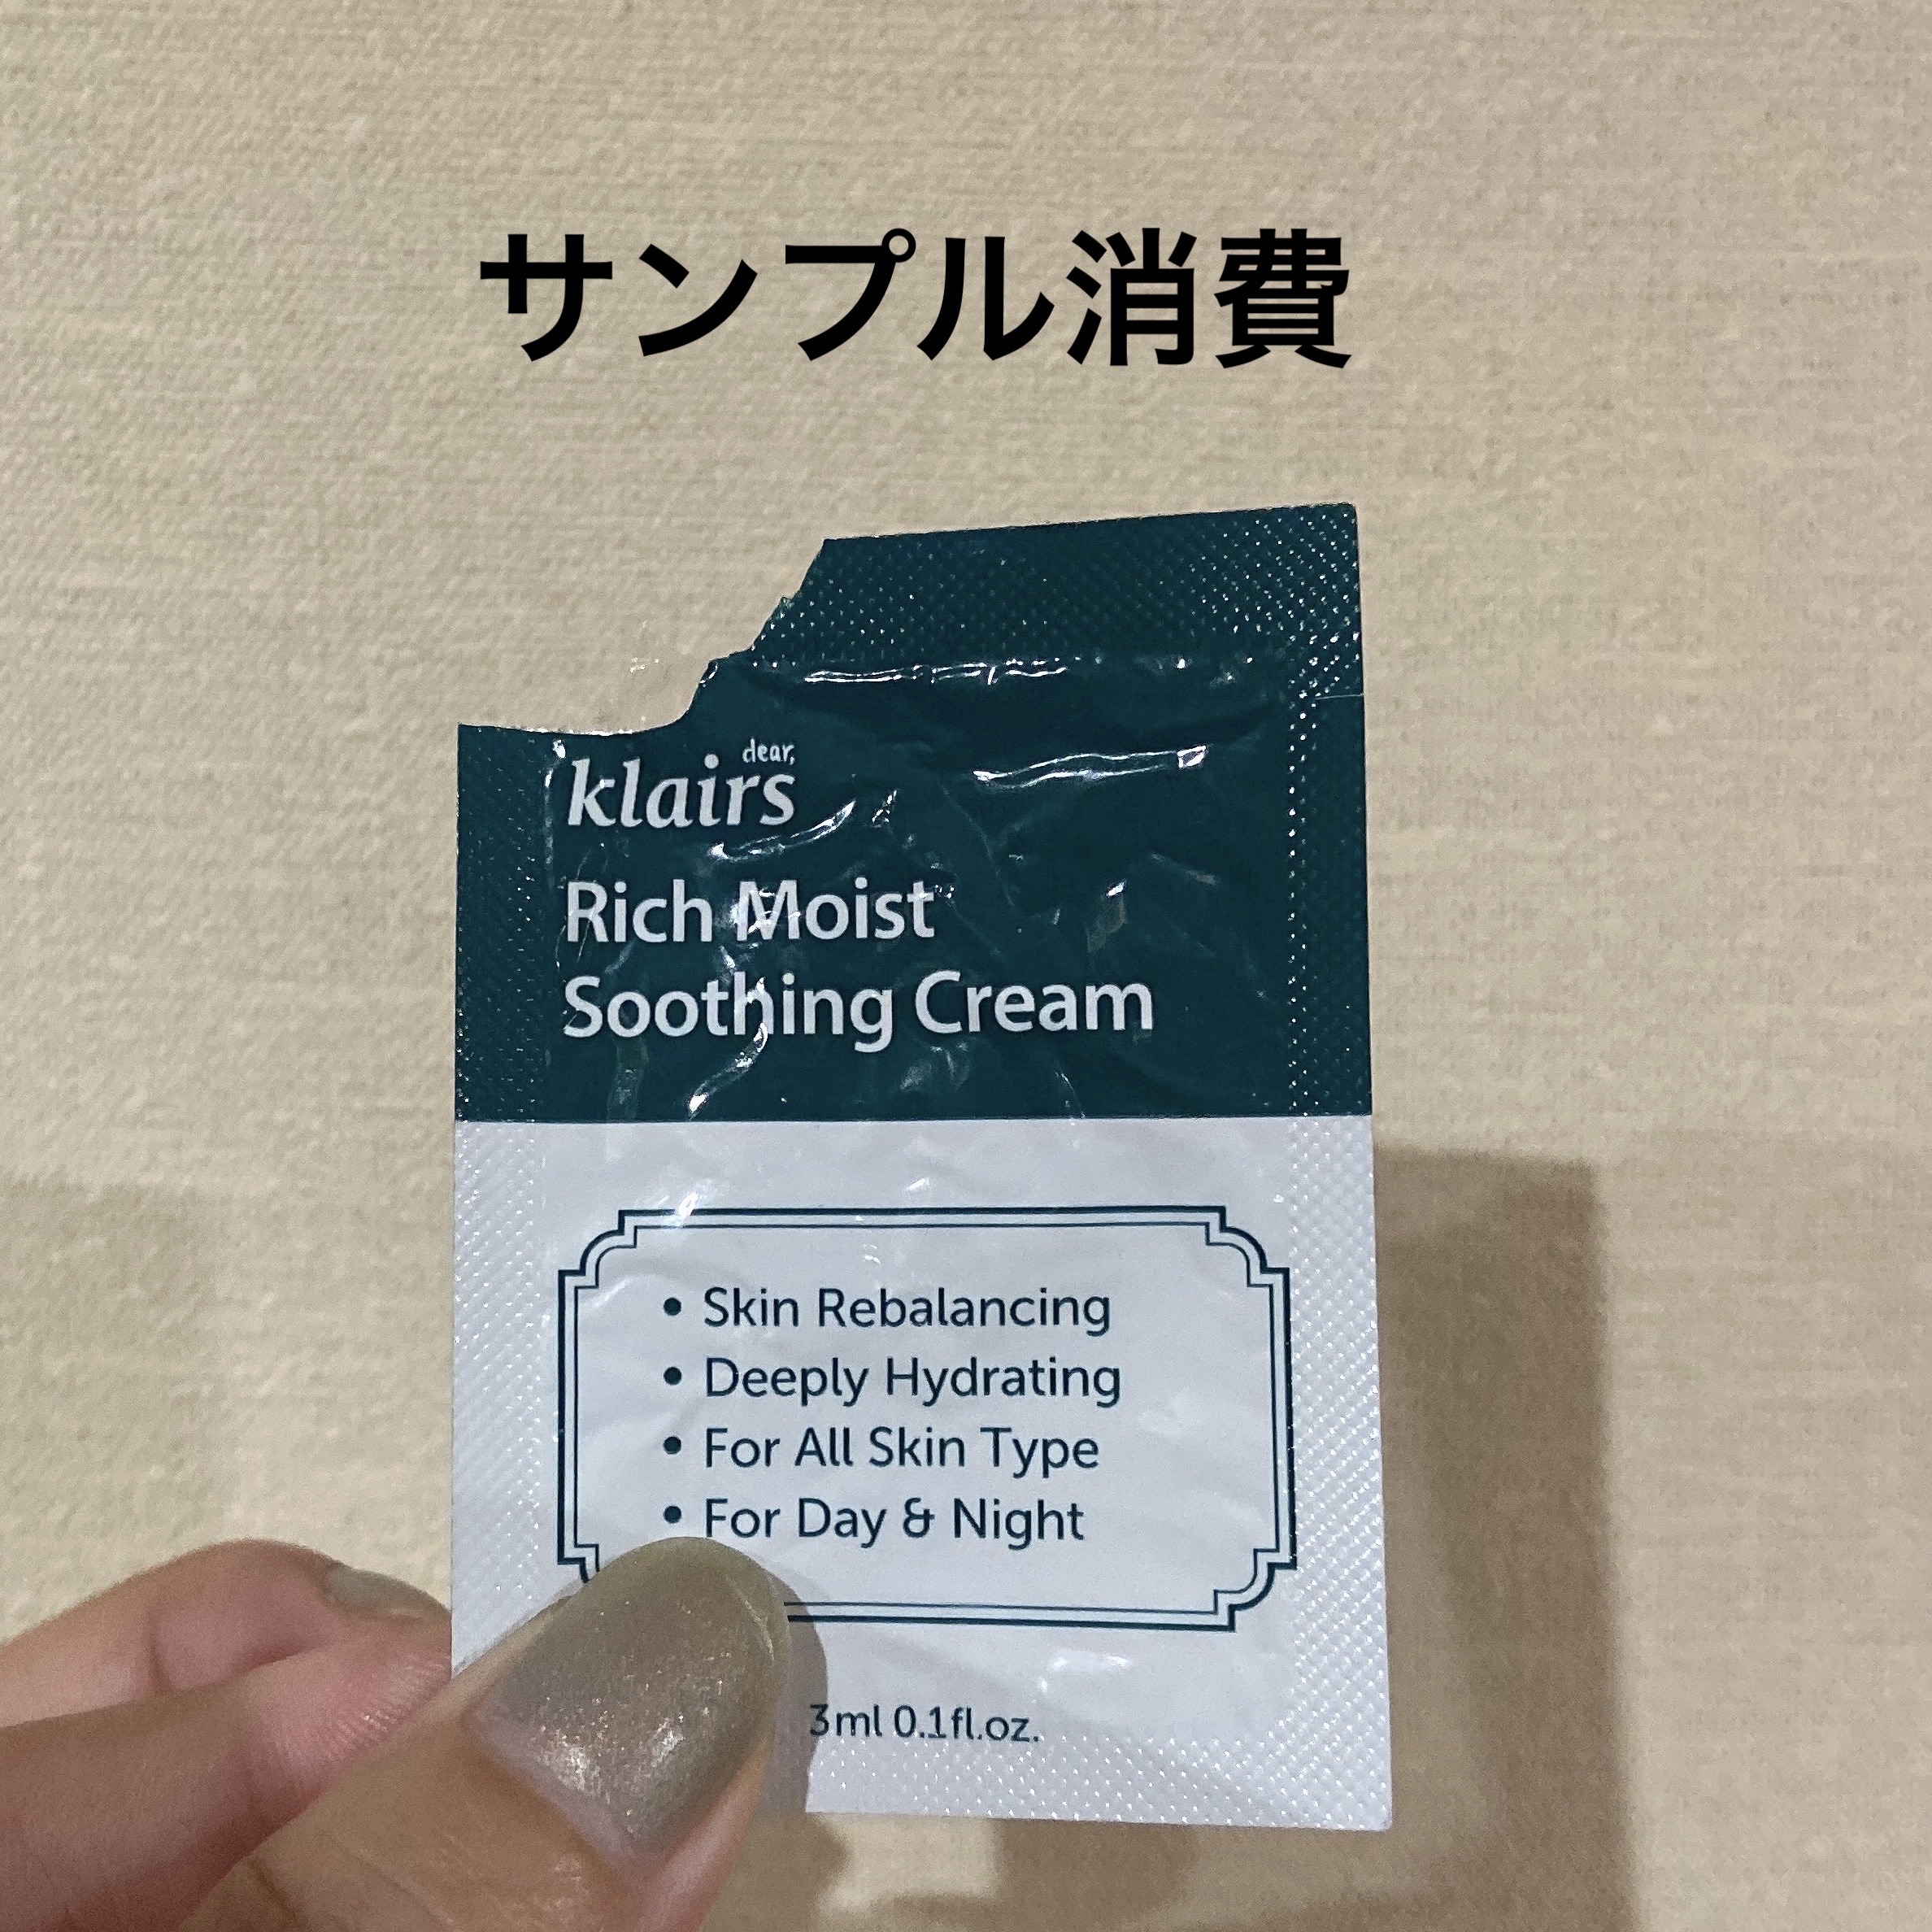 サンプル消費
dear,
klairs
Rich Moist
Soothing Cream
• Skin Rebalancing
• Deeply Hydrating
• For All Skin Type
• For Day & Night
3ml 0.1fl.oz.